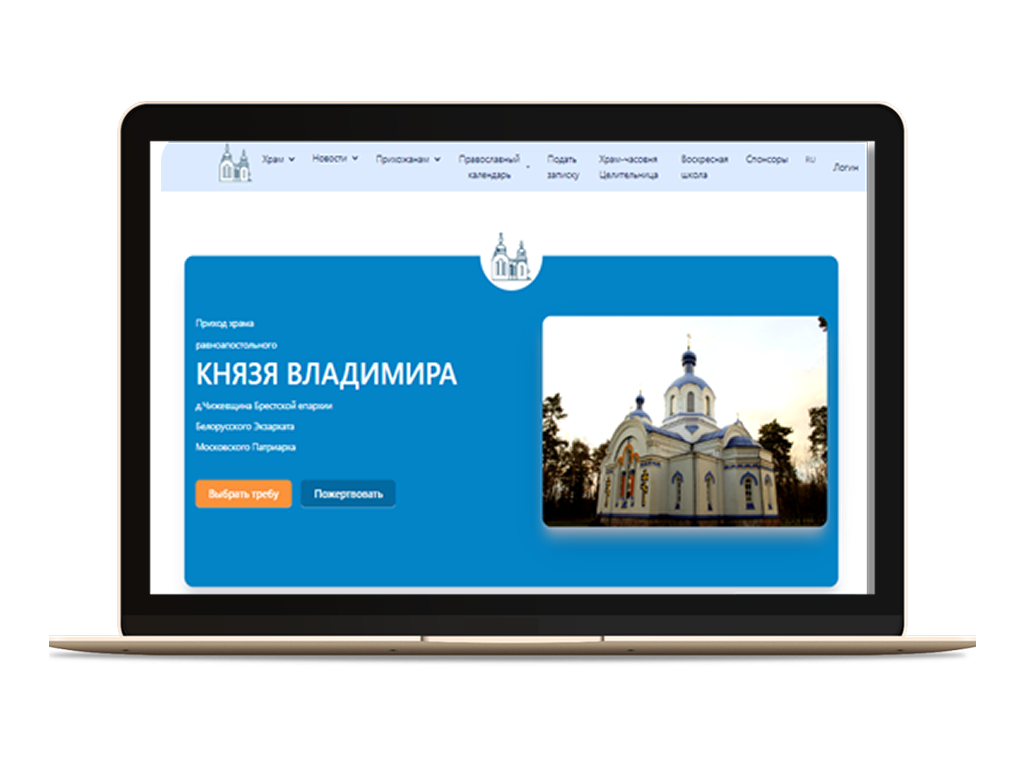 Храм
Новости
Прихожанам
Православный
календарь
Подать
записку
Храм-часовня
Целительница
Воскресная
школа
Спонсоры
RU
Логин
Приход храма
равноапостольного
КНЯЗЯ ВЛАДИМИРА
д.Чижевщина Брестской епархии
Белорусского Экзархата
Московского Патриарха
Выбрать требу
Пожертвовать